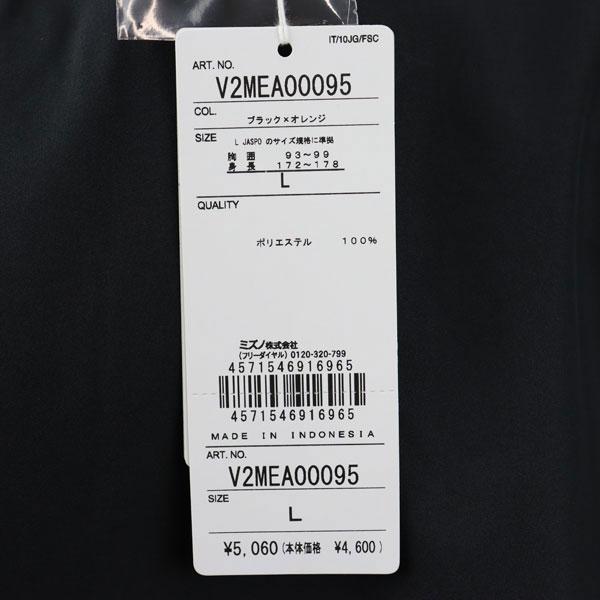 IT/10JG/FSC
ART. NO.
V2MEA00095
COL.
ブラック×オレンジ
SIZE
L JASPO のサイズ規格に準拠
胸囲 93～99
身長 172～178
L
QUALITY
ポリエステル 100%
ミズノ株式会社
(フリーダイヤル) 0120-320-799
4571546916965
4571546916965
MADE IN INDONESIA
ART. NO.
V2MEA00095
SIZE
L
¥5,060(本体価格 ¥4,600)